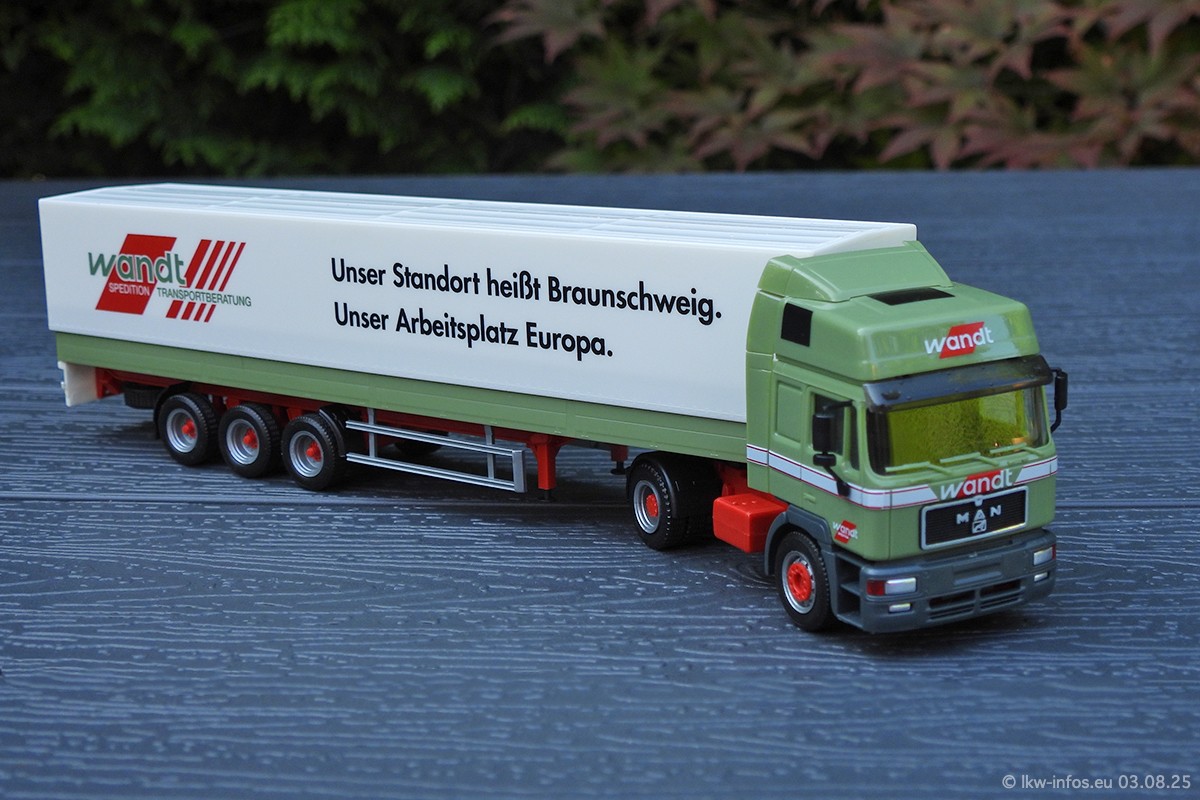 wandt
SPEDITION TRANSPORTBERATUNG
Unser Standort heißt Braunschweig.
Unser Arbeitsplatz Europa.
wandt
wandt
MAN
wandt
© lkw-infos.eu 03.08.25